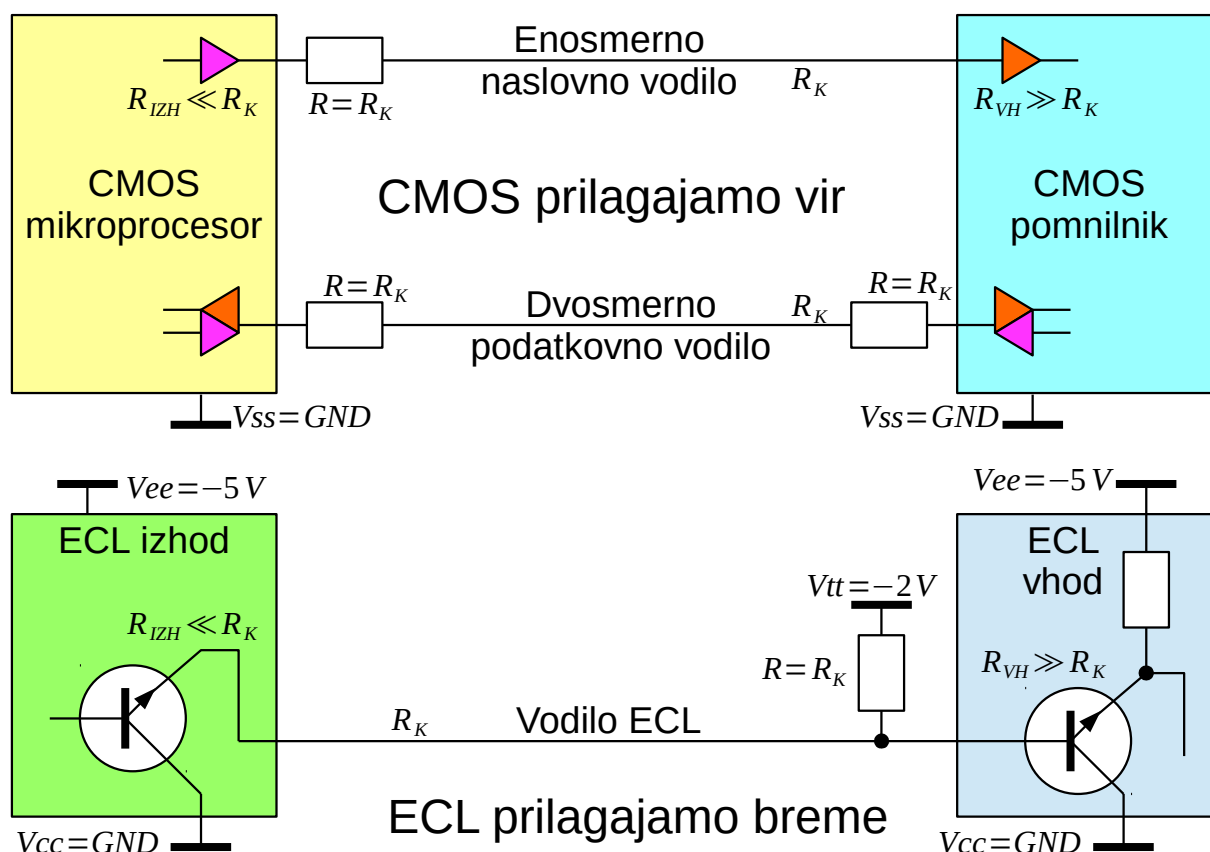 Enosmerno
naslovno vodilo
R_K
R_IZH ≪ R_K
R = R_K
R_VH ≫ R_K
CMOS
mikroprocesor
CMOS prilagajamo vir
CMOS
pomnilnik
R = R_K
Dvosmerno
podatkovno vodilo
R_K
R = R_K
Vss = GND
Vss = GND
Vee = −5 V
Vee = −5 V
ECL izhod
ECL
vhod
Vtt = −2 V
R_IZH ≪ R_K
R = R_K
R_VH ≫ R_K
R_K
Vodilo ECL
ECL prilagajamo breme
Vcc = GND
Vcc = GND